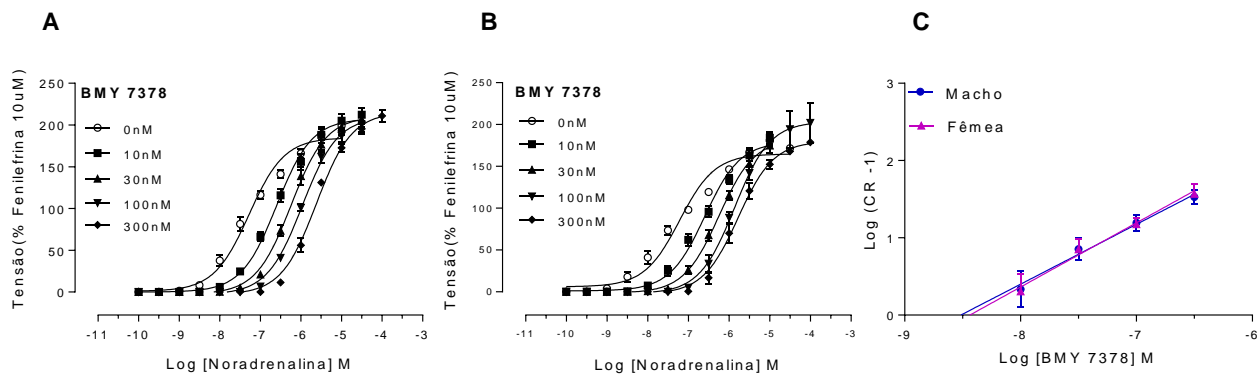 A
Tensão(% Fenilefrina 10uM)
250
200
150
100
50
0
BMY 7378
0nM
10nM
30nM
100nM
300nM
-11 -10 -9 -8 -7 -6 -5 -4 -3
Log [Noradrenalina] M
B
Tensão(% Fenilefrina 10uM)
250
200
150
100
50
0
BMY 7378
0nM
10nM
30nM
100nM
300nM
-11 -10 -9 -8 -7 -6 -5 -4 -3
Log [Noradrenalina] M
C
Log (CR -1)
3
2
1
0
Macho
Fêmea
-9 -8 -7 -6
Log [BMY 7378] M